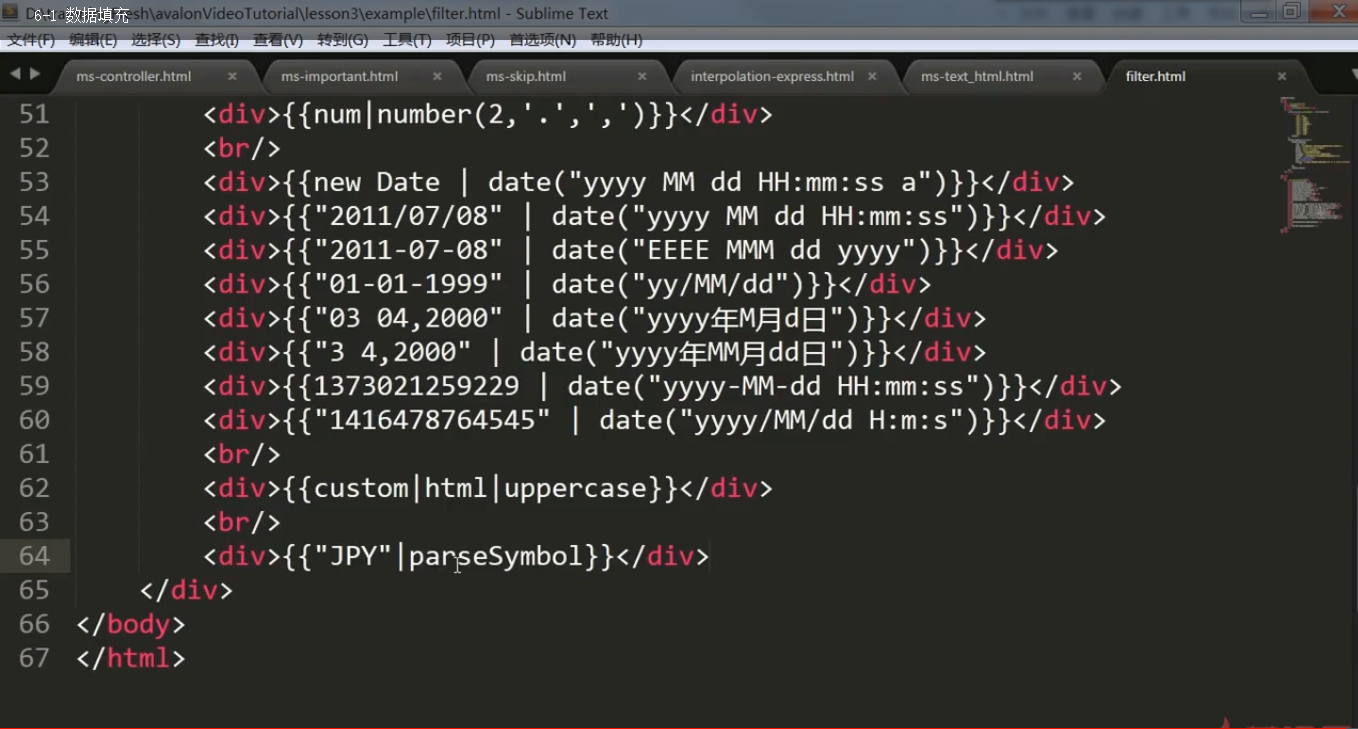 6-1 数据填充
esh\avalonVideoTutorial\lesson3\example\filter.html - Sublime Text
文件(F) 编辑(E) 选择(S) 查找(I) 查看(V) 转到(G) 工具(T) 项目(P) 首选项(N) 帮助(H)
ms-controller.html ms-important.html ms-skip.html interpolation-express.html ms-text_html.html filter.html
51 <div>{{num|number(2,'.',',')}}</div>
52 <br/>
53 <div>{{new Date | date("yyyy MM dd HH:mm:ss a")}}</div>
54 <div>{{"2011/07/08" | date("yyyy MM dd HH:mm:ss")}}</div>
55 <div>{{"2011-07-08" | date("EEEE MMM dd yyyy")}}</div>
56 <div>{{"01-01-1999" | date("yy/MM/dd")}}</div>
57 <div>{{"03 04,2000" | date("yyyy年M月d日")}}</div>
58 <div>{{"3 4,2000" | date("yyyy年MM月dd日")}}</div>
59 <div>{{1373021259229 | date("yyyy-MM-dd HH:mm:ss")}}</div>
60 <div>{{"1416478764545" | date("yyyy/MM/dd H:m:s")}}</div>
61 <br/>
62 <div>{{custom|html|uppercase}}</div>
63 <br/>
64 <div>{{"JPY"|parseSymbol}}</div>
65 </div>
66 </body>
67 </html>